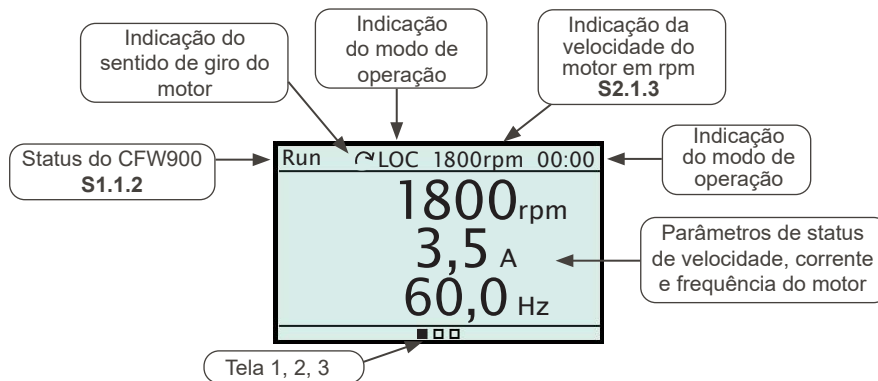 Indicação do
sentido de giro do
motor
Indicação
do modo de
operação
Indicação da
velocidade do
motor em rpm
S2.1.3
Status do CFW900
S1.1.2
Run LOC 1800rpm 00:00
Indicação
do modo de
operação
1800rpm
3,5 A
60,0 Hz
Parâmetros de status
de velocidade, corrente
e frequência do motor
Tela 1, 2, 3